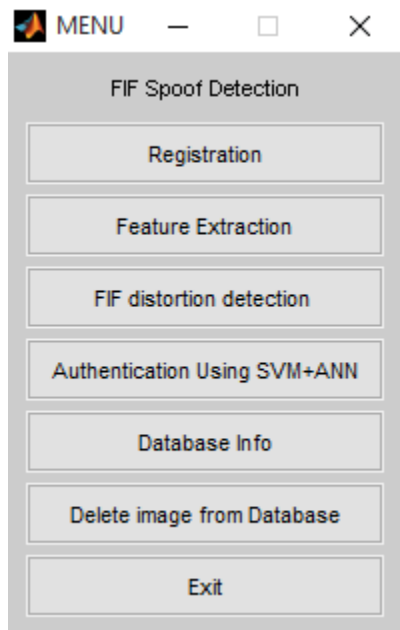 MENU
FIF Spoof Detection
Registration
Feature Extraction
FIF distortion detection
Authentication Using SVM+ANN
Database Info
Delete image from Database
Exit